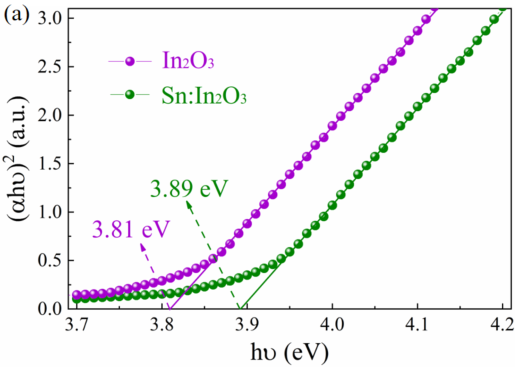 (a)
In₂O₃
Sn:In₂O₃
3.89 eV
3.81 eV
(αhυ)² (a.u.)
3.0
2.5
2.0
1.5
1.0
0.5
0.0
3.7 3.8 3.9 4.0 4.1 4.2
hυ (eV)